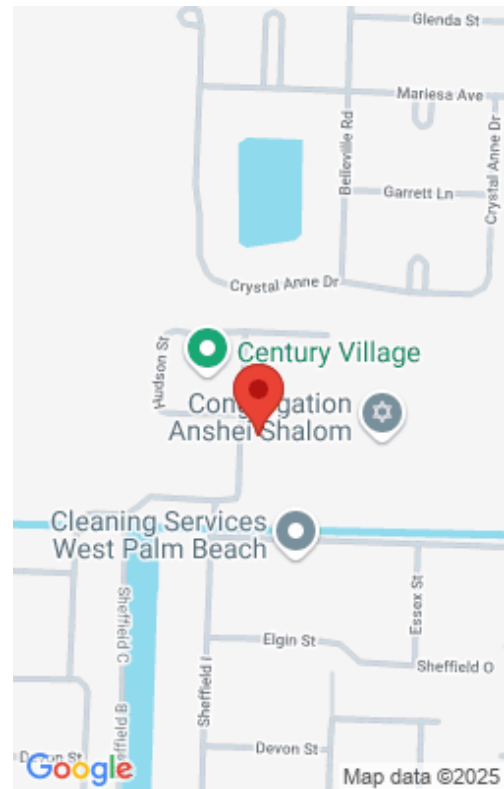 Glenda St
Mariesa Ave
Belleville Rd
Crystal Anne Dr
Garrett Ln
Crystal Anne Dr
Hudson St
Century Village
Congregation
Anshei Shalom
Cleaning Services
West Palm Beach
Sheffield C
Sheffield I
Essex St
Elgin St
Sheffield O
Sheffield B
Devon St
Devon St
Google
Map data ©2025